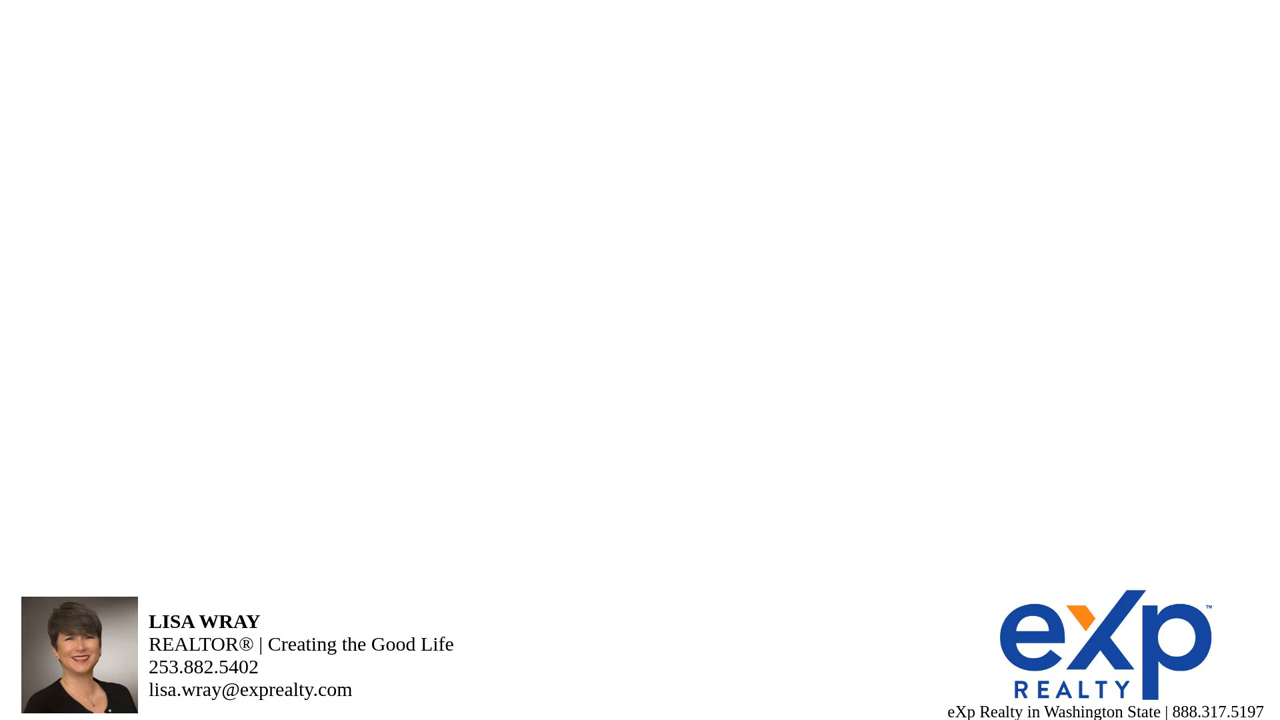 LISA WRAY
REALTOR® | Creating the Good Life
253.882.5402
lisa.wray@exprealty.com
eXp™
REALTY
eXp Realty in Washington State | 888.317.5197